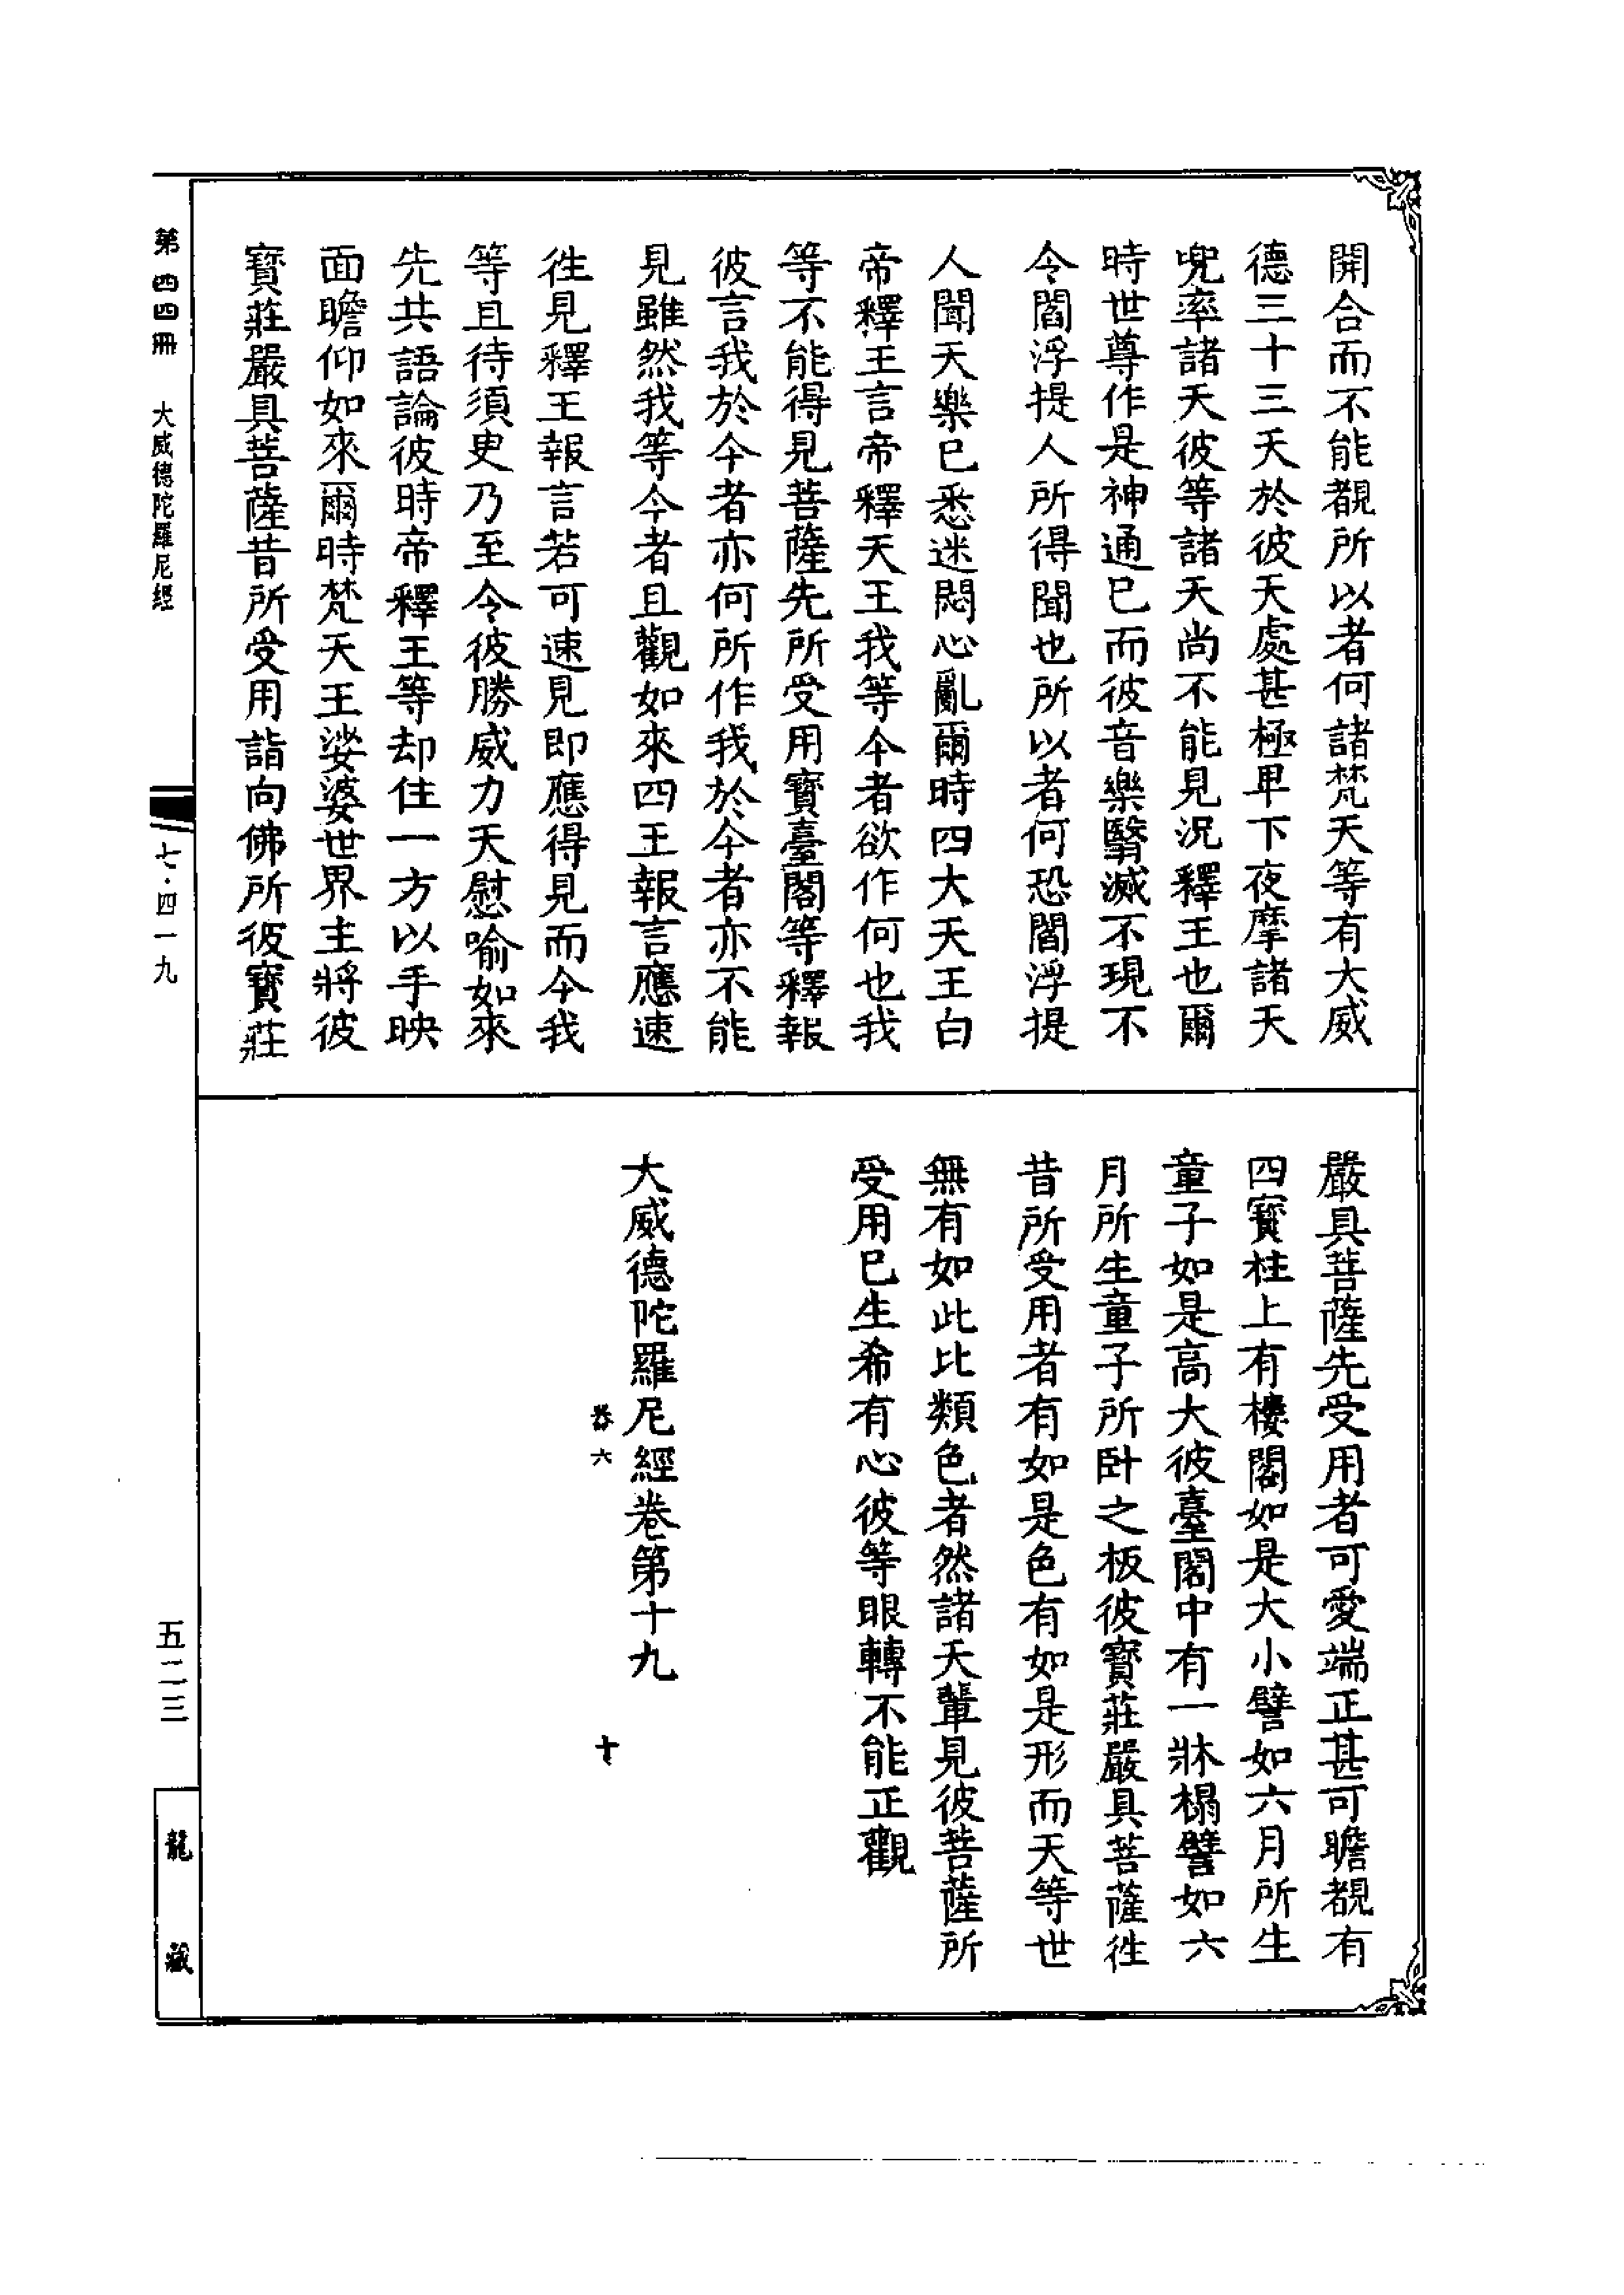 開合而不能覩所以者何諸梵天等有大威
德三十三天於彼天處甚極卑下夜摩諸天
兜率諸天彼等諸天尚不能見況釋王也爾
時世尊作是神通已而彼音樂翳滅不現不
令閻浮提人所得聞也所以者何恐閻浮提
人聞天樂已悉迷悶心亂爾時四大天王白
帝釋王言帝釋天王我等今者欲作何也我
等不能得見菩薩先所受用寶臺閣等釋報
彼言我於今者亦何所作我於今者亦不能
見雖然我等今者且觀如來四王報言應速
徃見釋王報言若可速見即應得見而今我
等且待須臾乃至令彼勝威力天慰喻如來
先共語論彼時帝釋王等却住一方以手映
面瞻仰如來爾時梵天王娑婆世界主將彼
寶莊嚴具菩薩昔所受用詣向佛所彼寶莊
嚴具菩薩先受用者可愛端正甚可瞻覩有
四寶柱上有樓閣如是大小譬如六月所生
童子如是高大彼臺閣中有一牀榻譬如六
月所生童子所卧之板彼寶莊嚴具菩薩徃
昔所受用者有如是色有如是形而天等世
無有如此比類色者然諸天輩見彼菩薩所
受用已生希有心彼等眼轉不能正觀
大威德陀羅尼經卷第十九
卷六 十
第四四冊 大威德陀羅尼經 七·四一九 五二三 龍藏